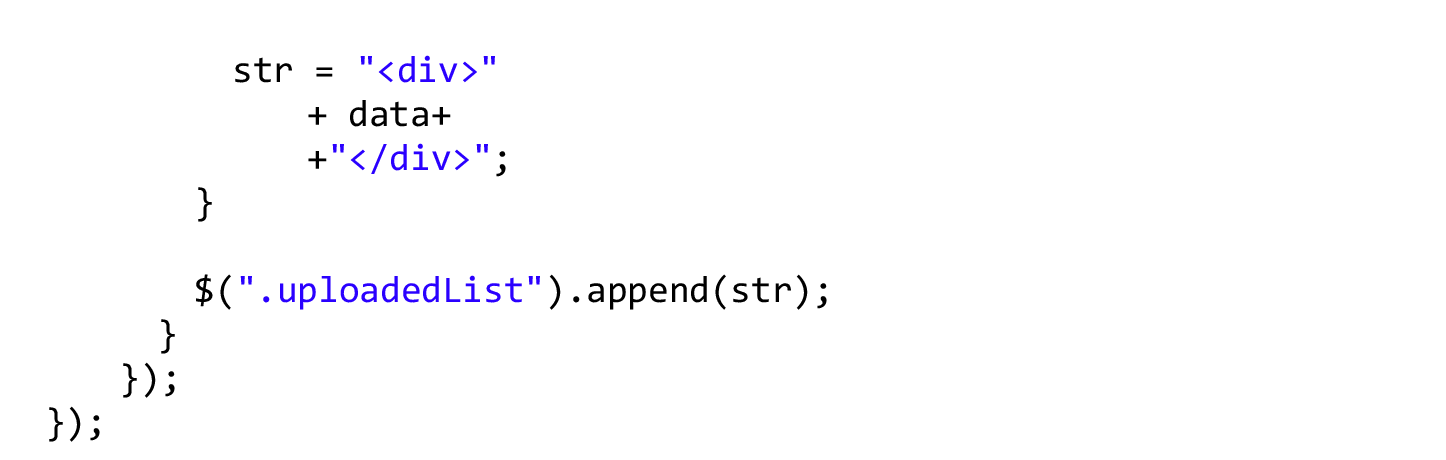 str = "<div>"
+ data+
+"</div>";
}
$(".uploadedList").append(str);
}
});
});